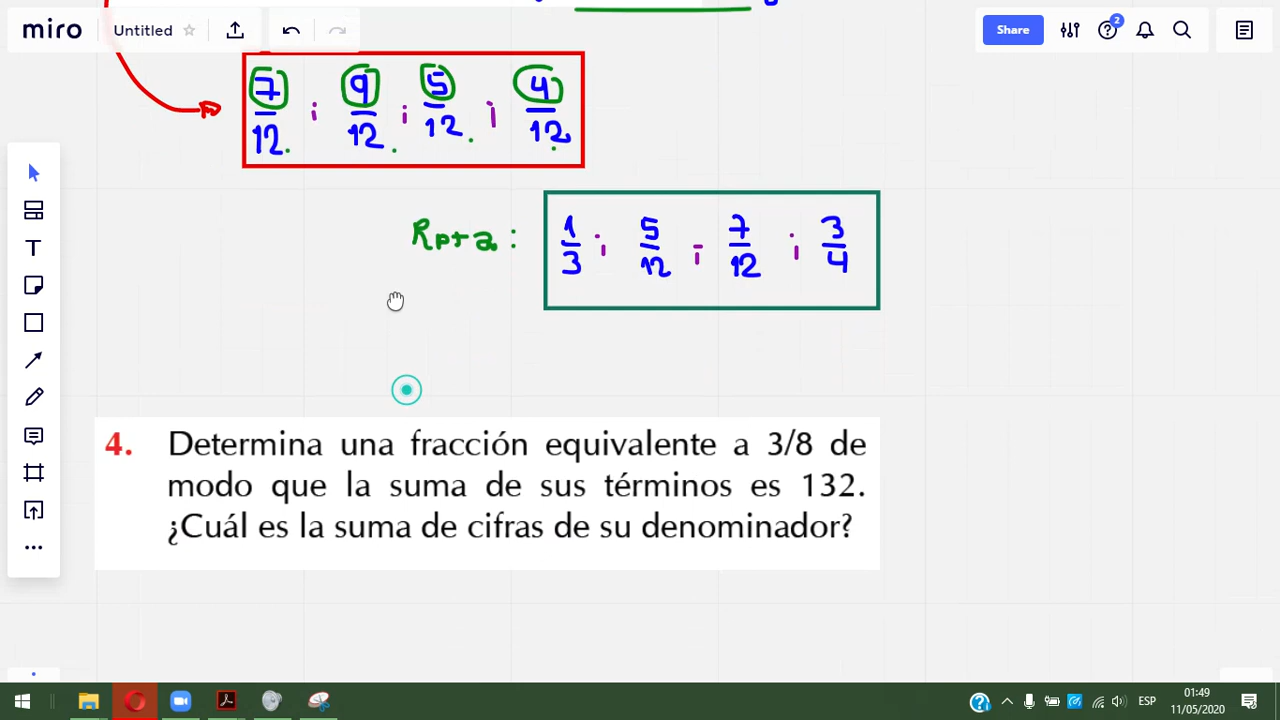 miro Untitled Share 2
7/12 ; 9/12 ; 5/12 ; 4/12
Rpta: 1/3 ; 5/12 ; 7/12 ; 3/4
4. Determina una fracción equivalente a 3/8 de
modo que la suma de sus términos es 132.
¿Cuál es la suma de cifras de su denominador?
T
ESP 01:49
11/05/2020